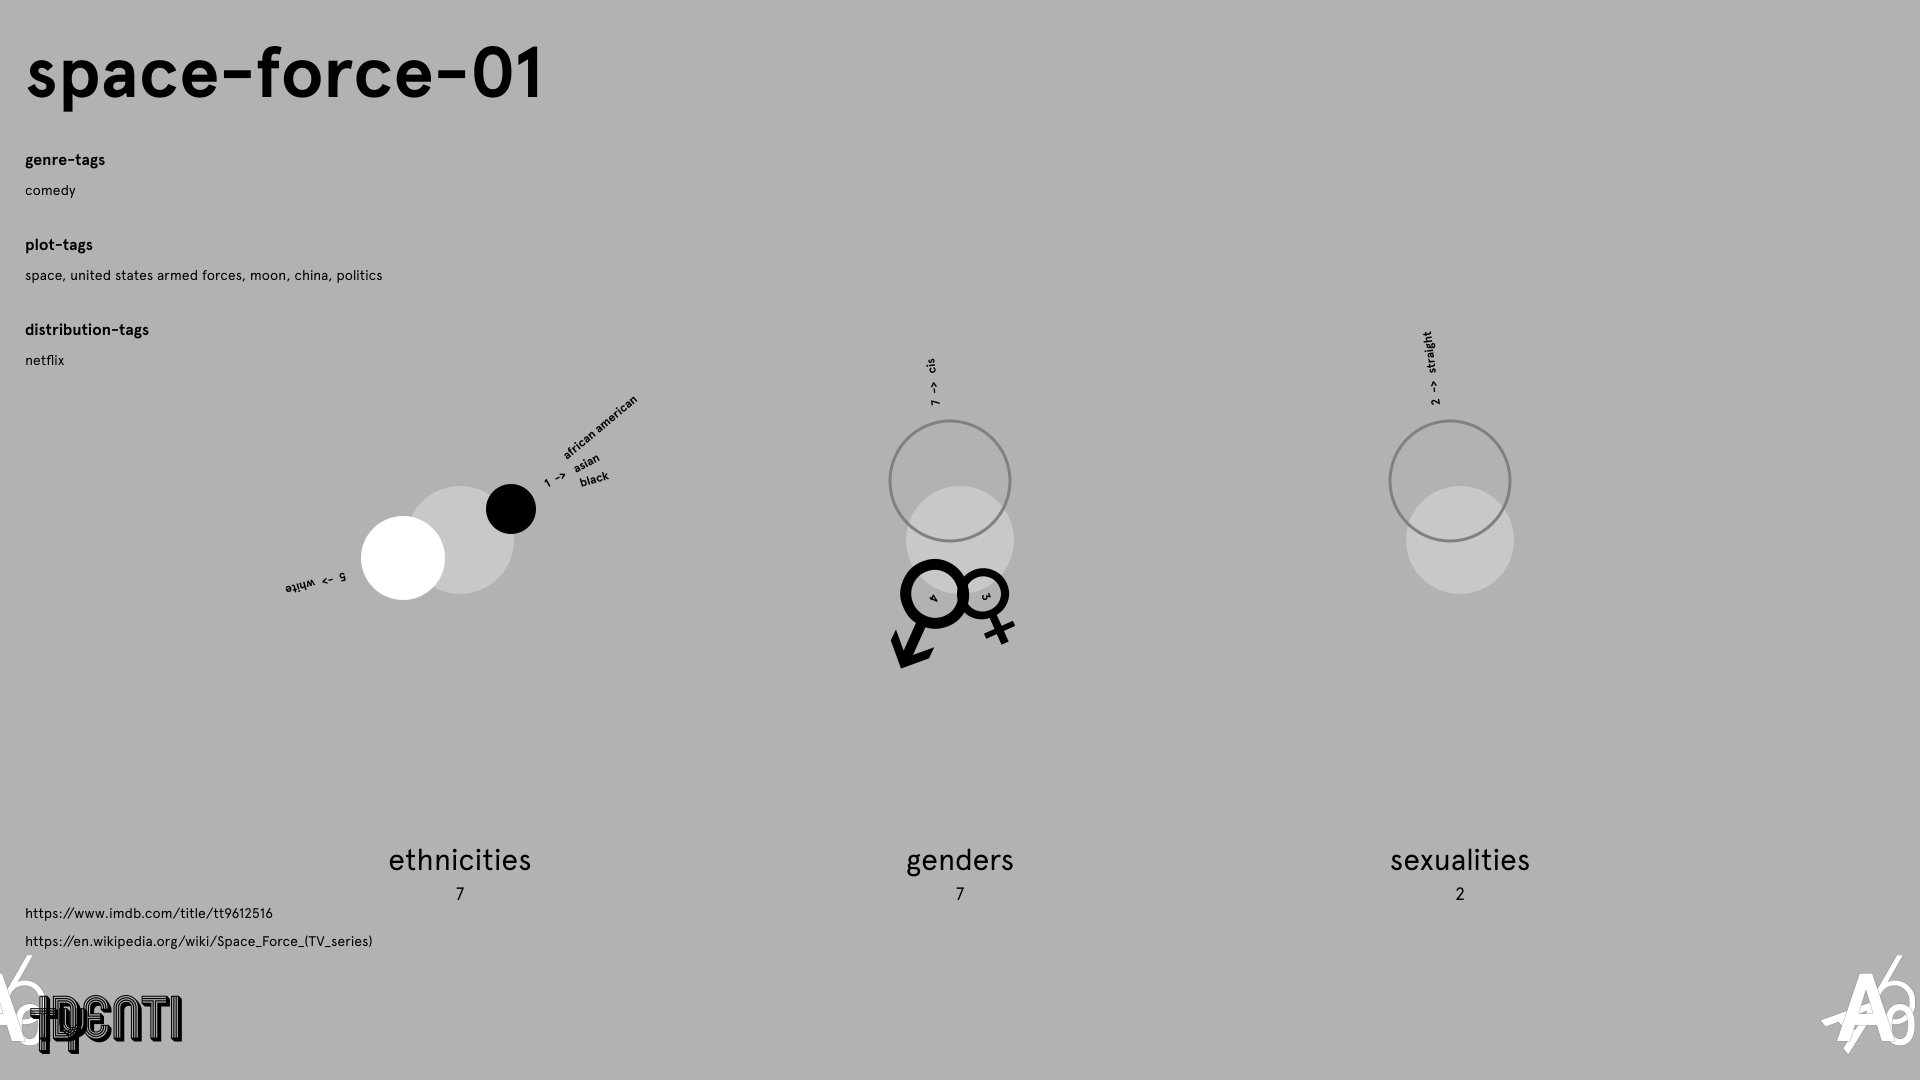 space-force-01
genre-tags
comedy
plot-tags
space, united states armed forces, moon, china, politics
distribution-tags
netflix
5 -> white
1 -> african american
asian
black
7 -> cis
4
3
2 -> straight
ethnicities
7
genders
7
sexualities
2
https://www.imdb.com/title/tt9612516
https://en.wikipedia.org/wiki/Space_Force_(TV_series)
IDENTI